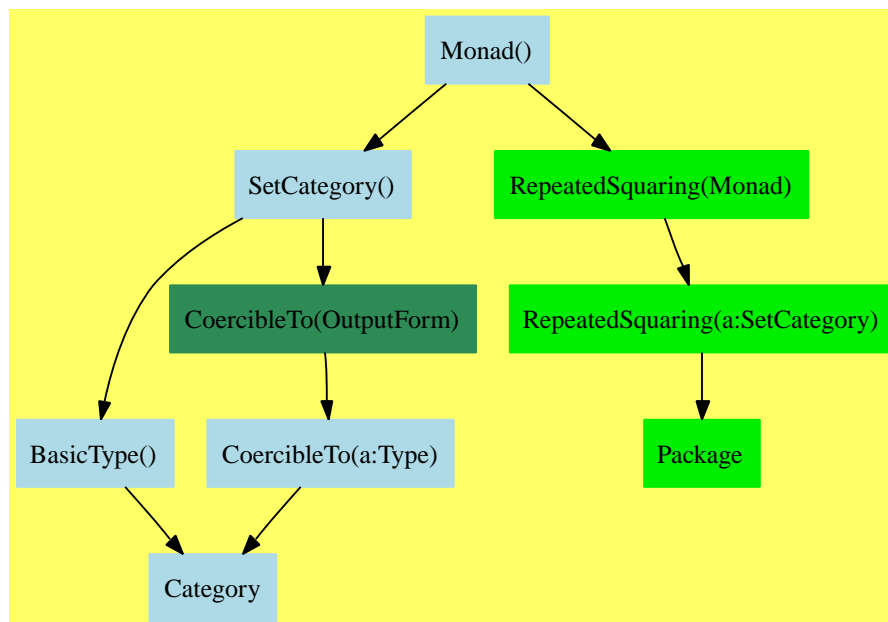 Monad()
SetCategory()
RepeatedSquaring(Monad)
CoercibleTo(OutputForm)
RepeatedSquaring(a:SetCategory)
BasicType()
CoercibleTo(a:Type)
Package
Category